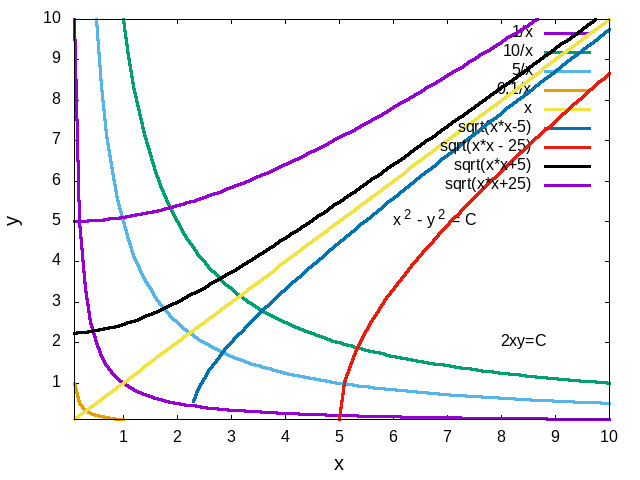 10
9
8
7
6
5
4
3
2
1
y
1/x
10/x
5/x
0.1/x
x
sqrt(x*x-5)
sqrt(x*x - 25)
sqrt(x*x+5)
sqrt(x*x+25)
x² - y² = C
2xy=C
1 2 3 4 5 6 7 8 9 10
x